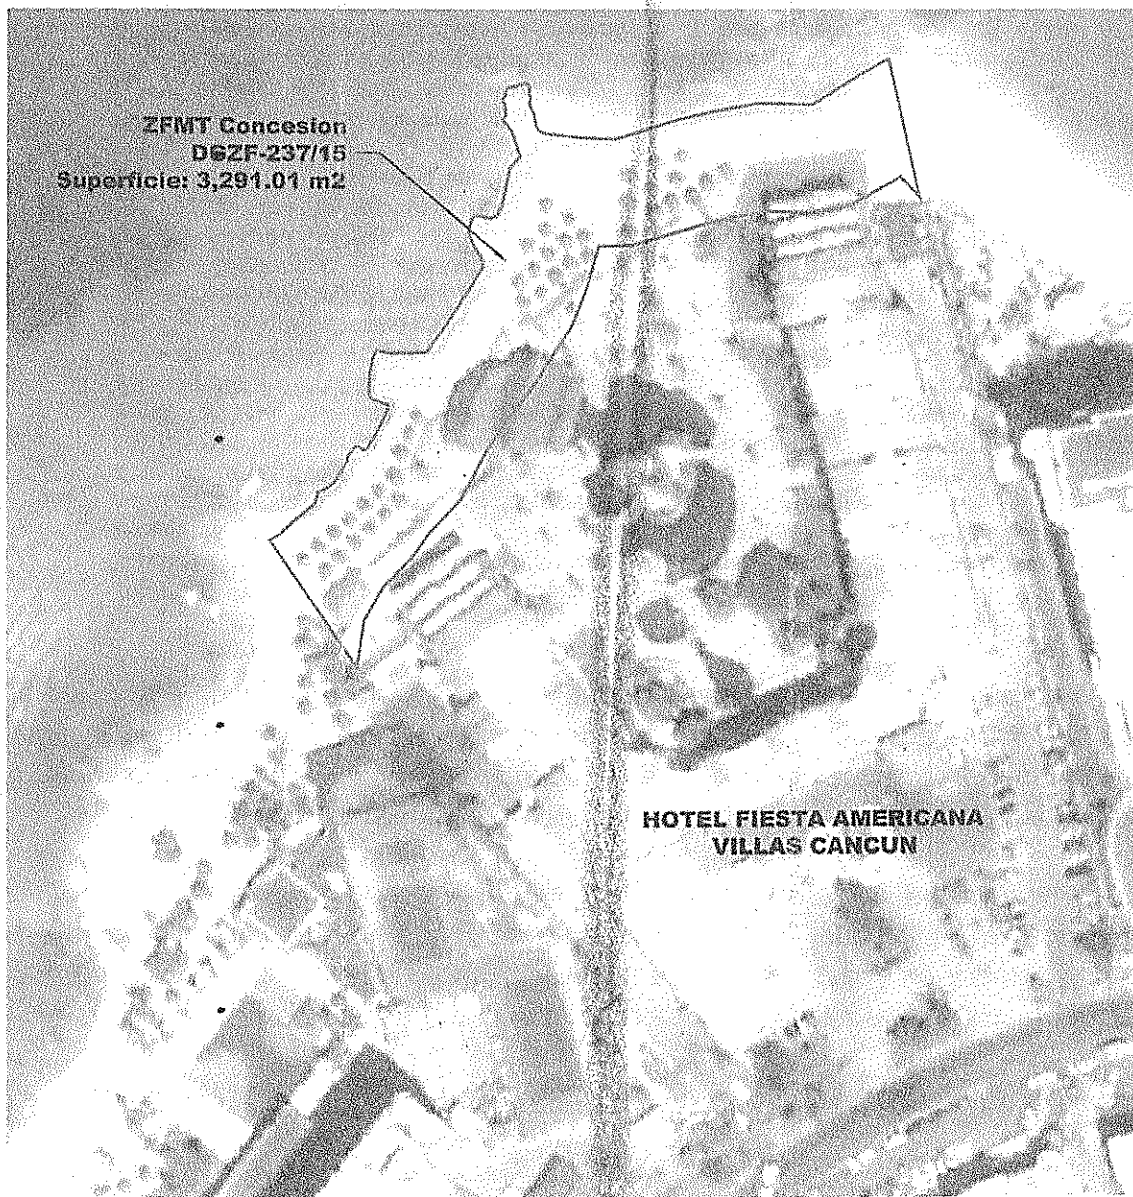 ZFMT Concesion
DGZF-237/15
Superficie: 3,291.01 m2
HOTEL FIESTA AMERICANA
VILLAS CANCUN